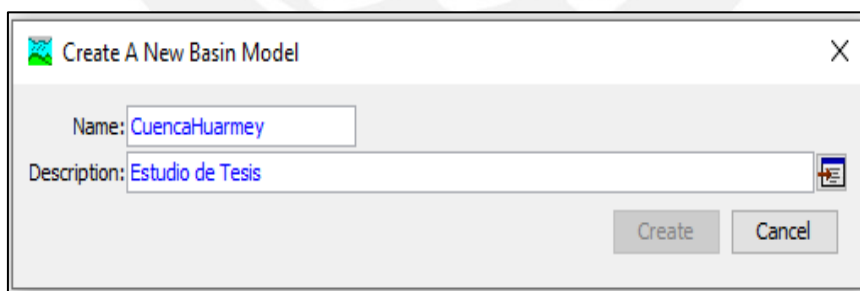 Create A New Basin Model
Name: CuencaHuarmey
Description: Estudio de Tesis
Create Cancel